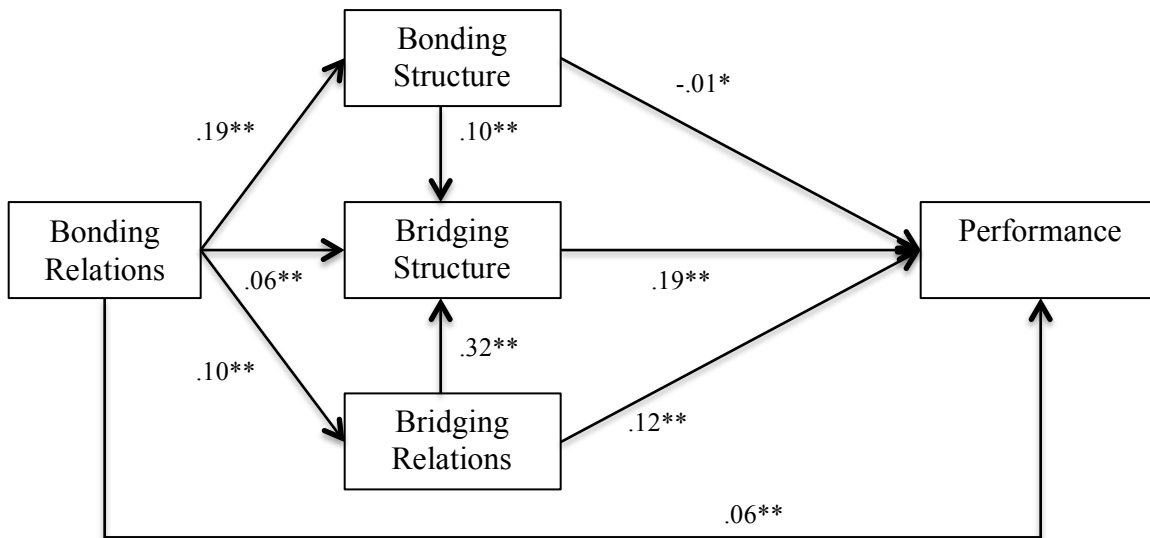 Bonding
Structure
-.01*
.19**
.10**
Bonding
Relations
Bridging
Structure
Performance
.06**
.19**
.32**
.10**
Bridging
Relations
.12**
.06**